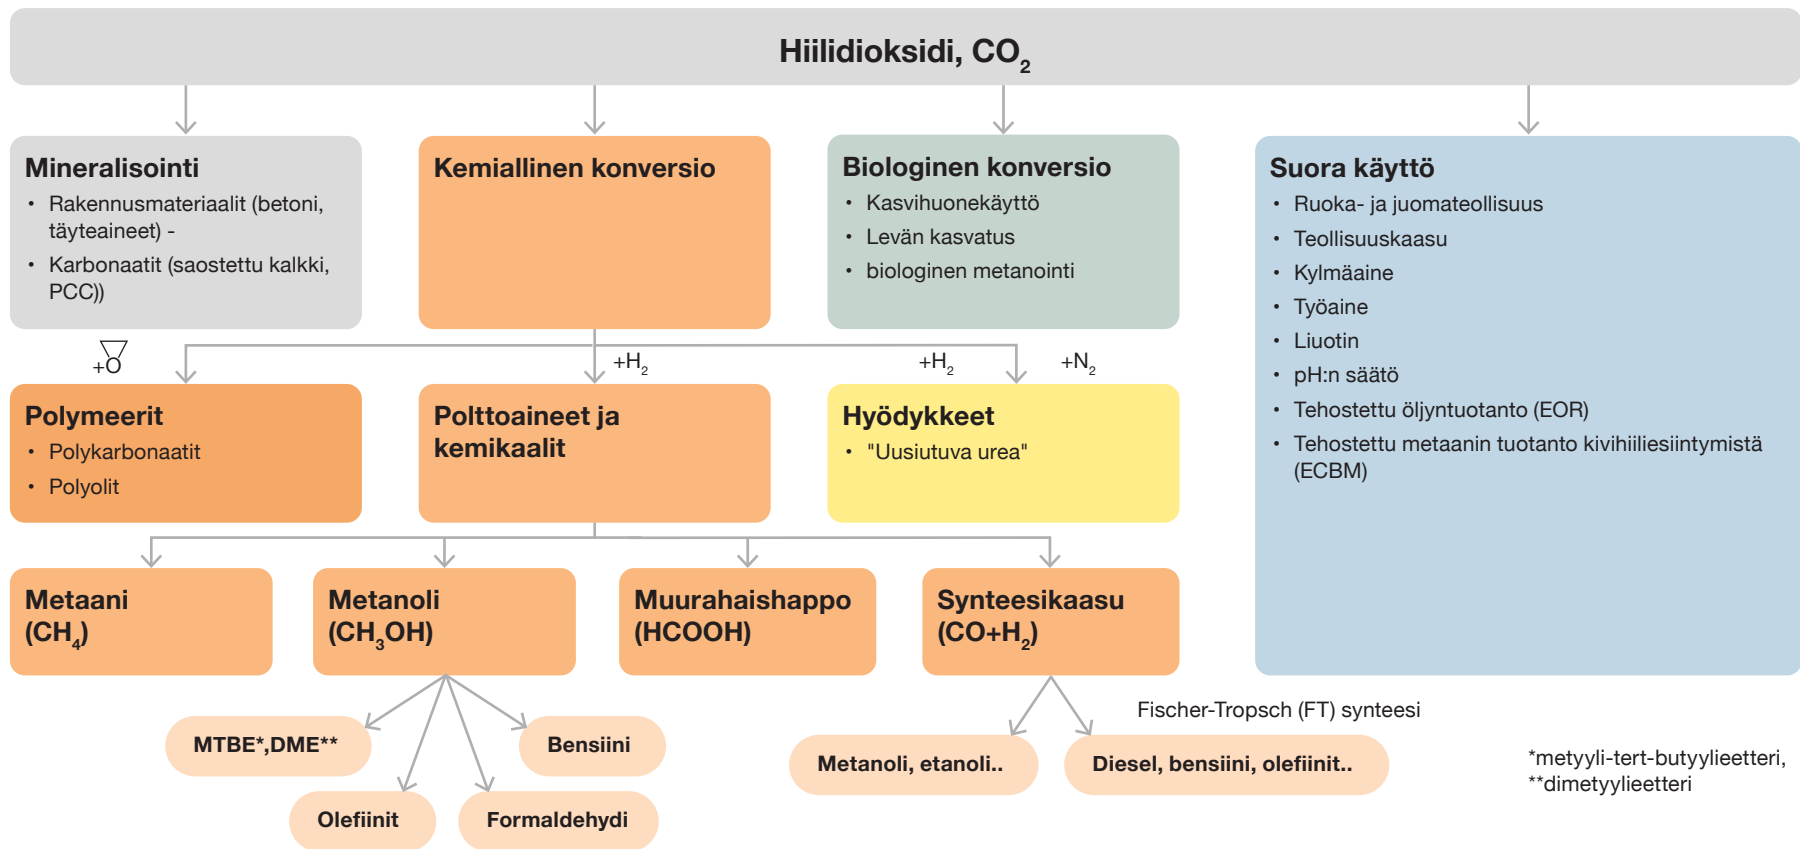 Hiilidioksidi, CO₂
Mineralisointi
• Rakennusmateriaalit (betoni,
täyteaineet) -
• Karbonaatit (saostettu kalkki,
PCC))
Kemiallinen konversio
Biologinen konversio
• Kasvihuonekäyttö
• Levän kasvatus
• biologinen metanointi
Suora käyttö
• Ruoka- ja juomateollisuus
• Teollisuuskaasu
• Kylmäaine
• Työaine
• Liuotin
• pH:n säätö
• Tehostettu öljyntuotanto (EOR)
• Tehostettu metaanin tuotanto kivihiiliesiintymistä
(ECBM)
+O
+H₂
+H₂
+N₂
Polymeerit
• Polykarbonaatit
• Polyolit
Polttoaineet ja
kemikaalit
Hyödykkeet
• "Uusiutuva urea"
Metaani
(CH₄)
Metanoli
(CH₃OH)
Muurahaishappo
(HCOOH)
Synteesikaasu
(CO+H₂)
MTBE*,DME**
Bensiini
Olefiinit
Formaldehydi
Fischer-Tropsch (FT) synteesi
Metanoli, etanoli..
Diesel, bensiini, olefiinit..
*metyyli-tert-butyylieetteri,
**dimetyylieetteri